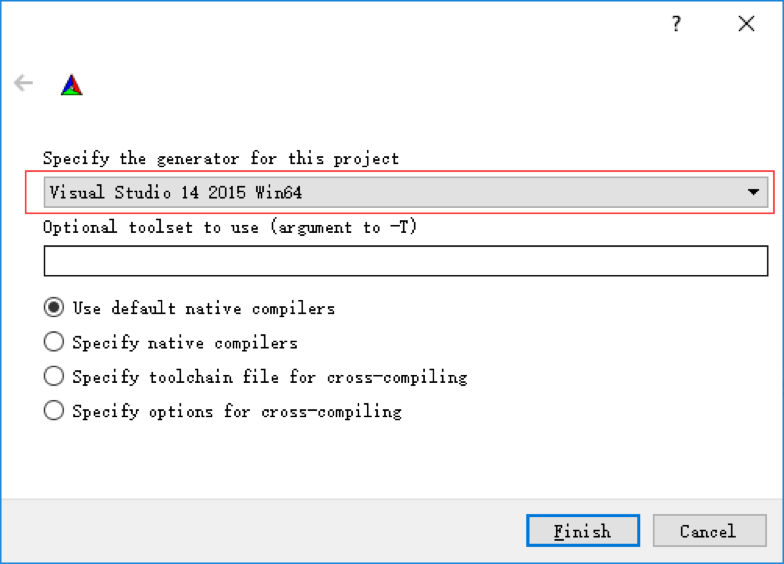 ?
Specify the generator for this project
Visual Studio 14 2015 Win64
Optional toolset to use (argument to -T)
Use default native compilers
Specify native compilers
Specify toolchain file for cross-compiling
Specify options for cross-compiling
Finish
Cancel